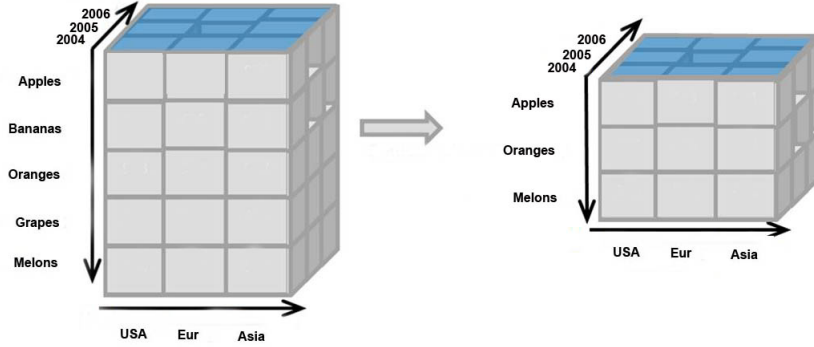 2006
2005
2004
Apples
Bananas
Oranges
Grapes
Melons
USA Eur Asia
2006
2005
2004
Apples
Oranges
Melons
USA Eur Asia